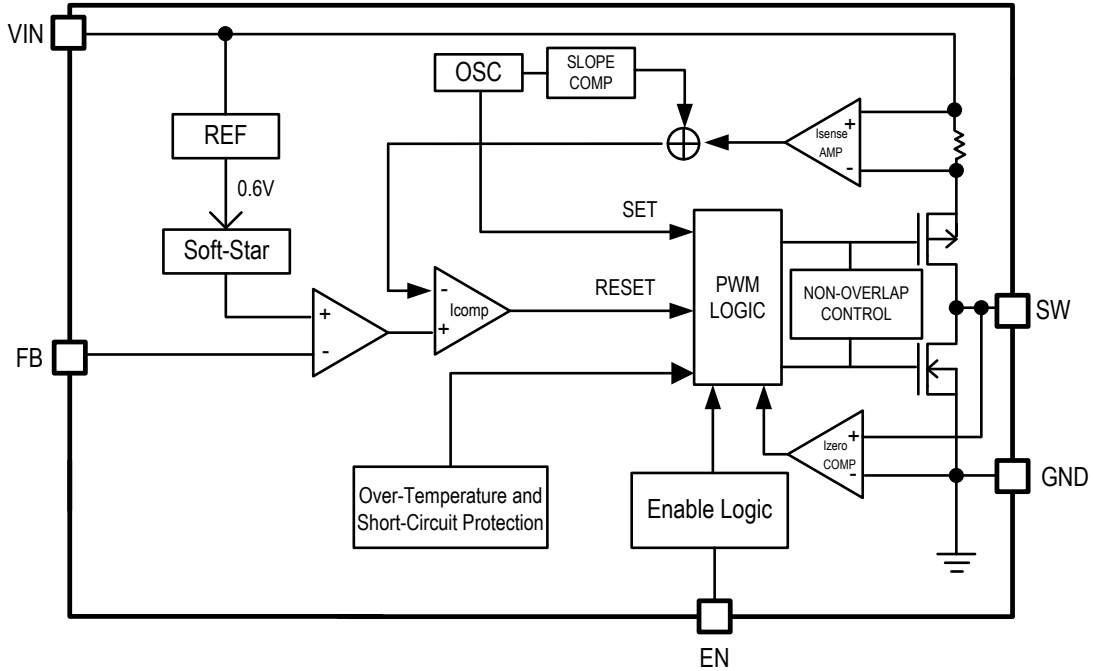 VIN
OSC
SLOPE
COMP
REF
Isense
AMP
+
-
0.6V
Soft-Star
SET
PWM
LOGIC
NON-OVERLAP
CONTROL
SW
RESET
-
+
Icomp
+
-
FB
Izero
COMP
+
-
GND
Over-Temperature and
Short-Circuit Protection
Enable Logic
EN